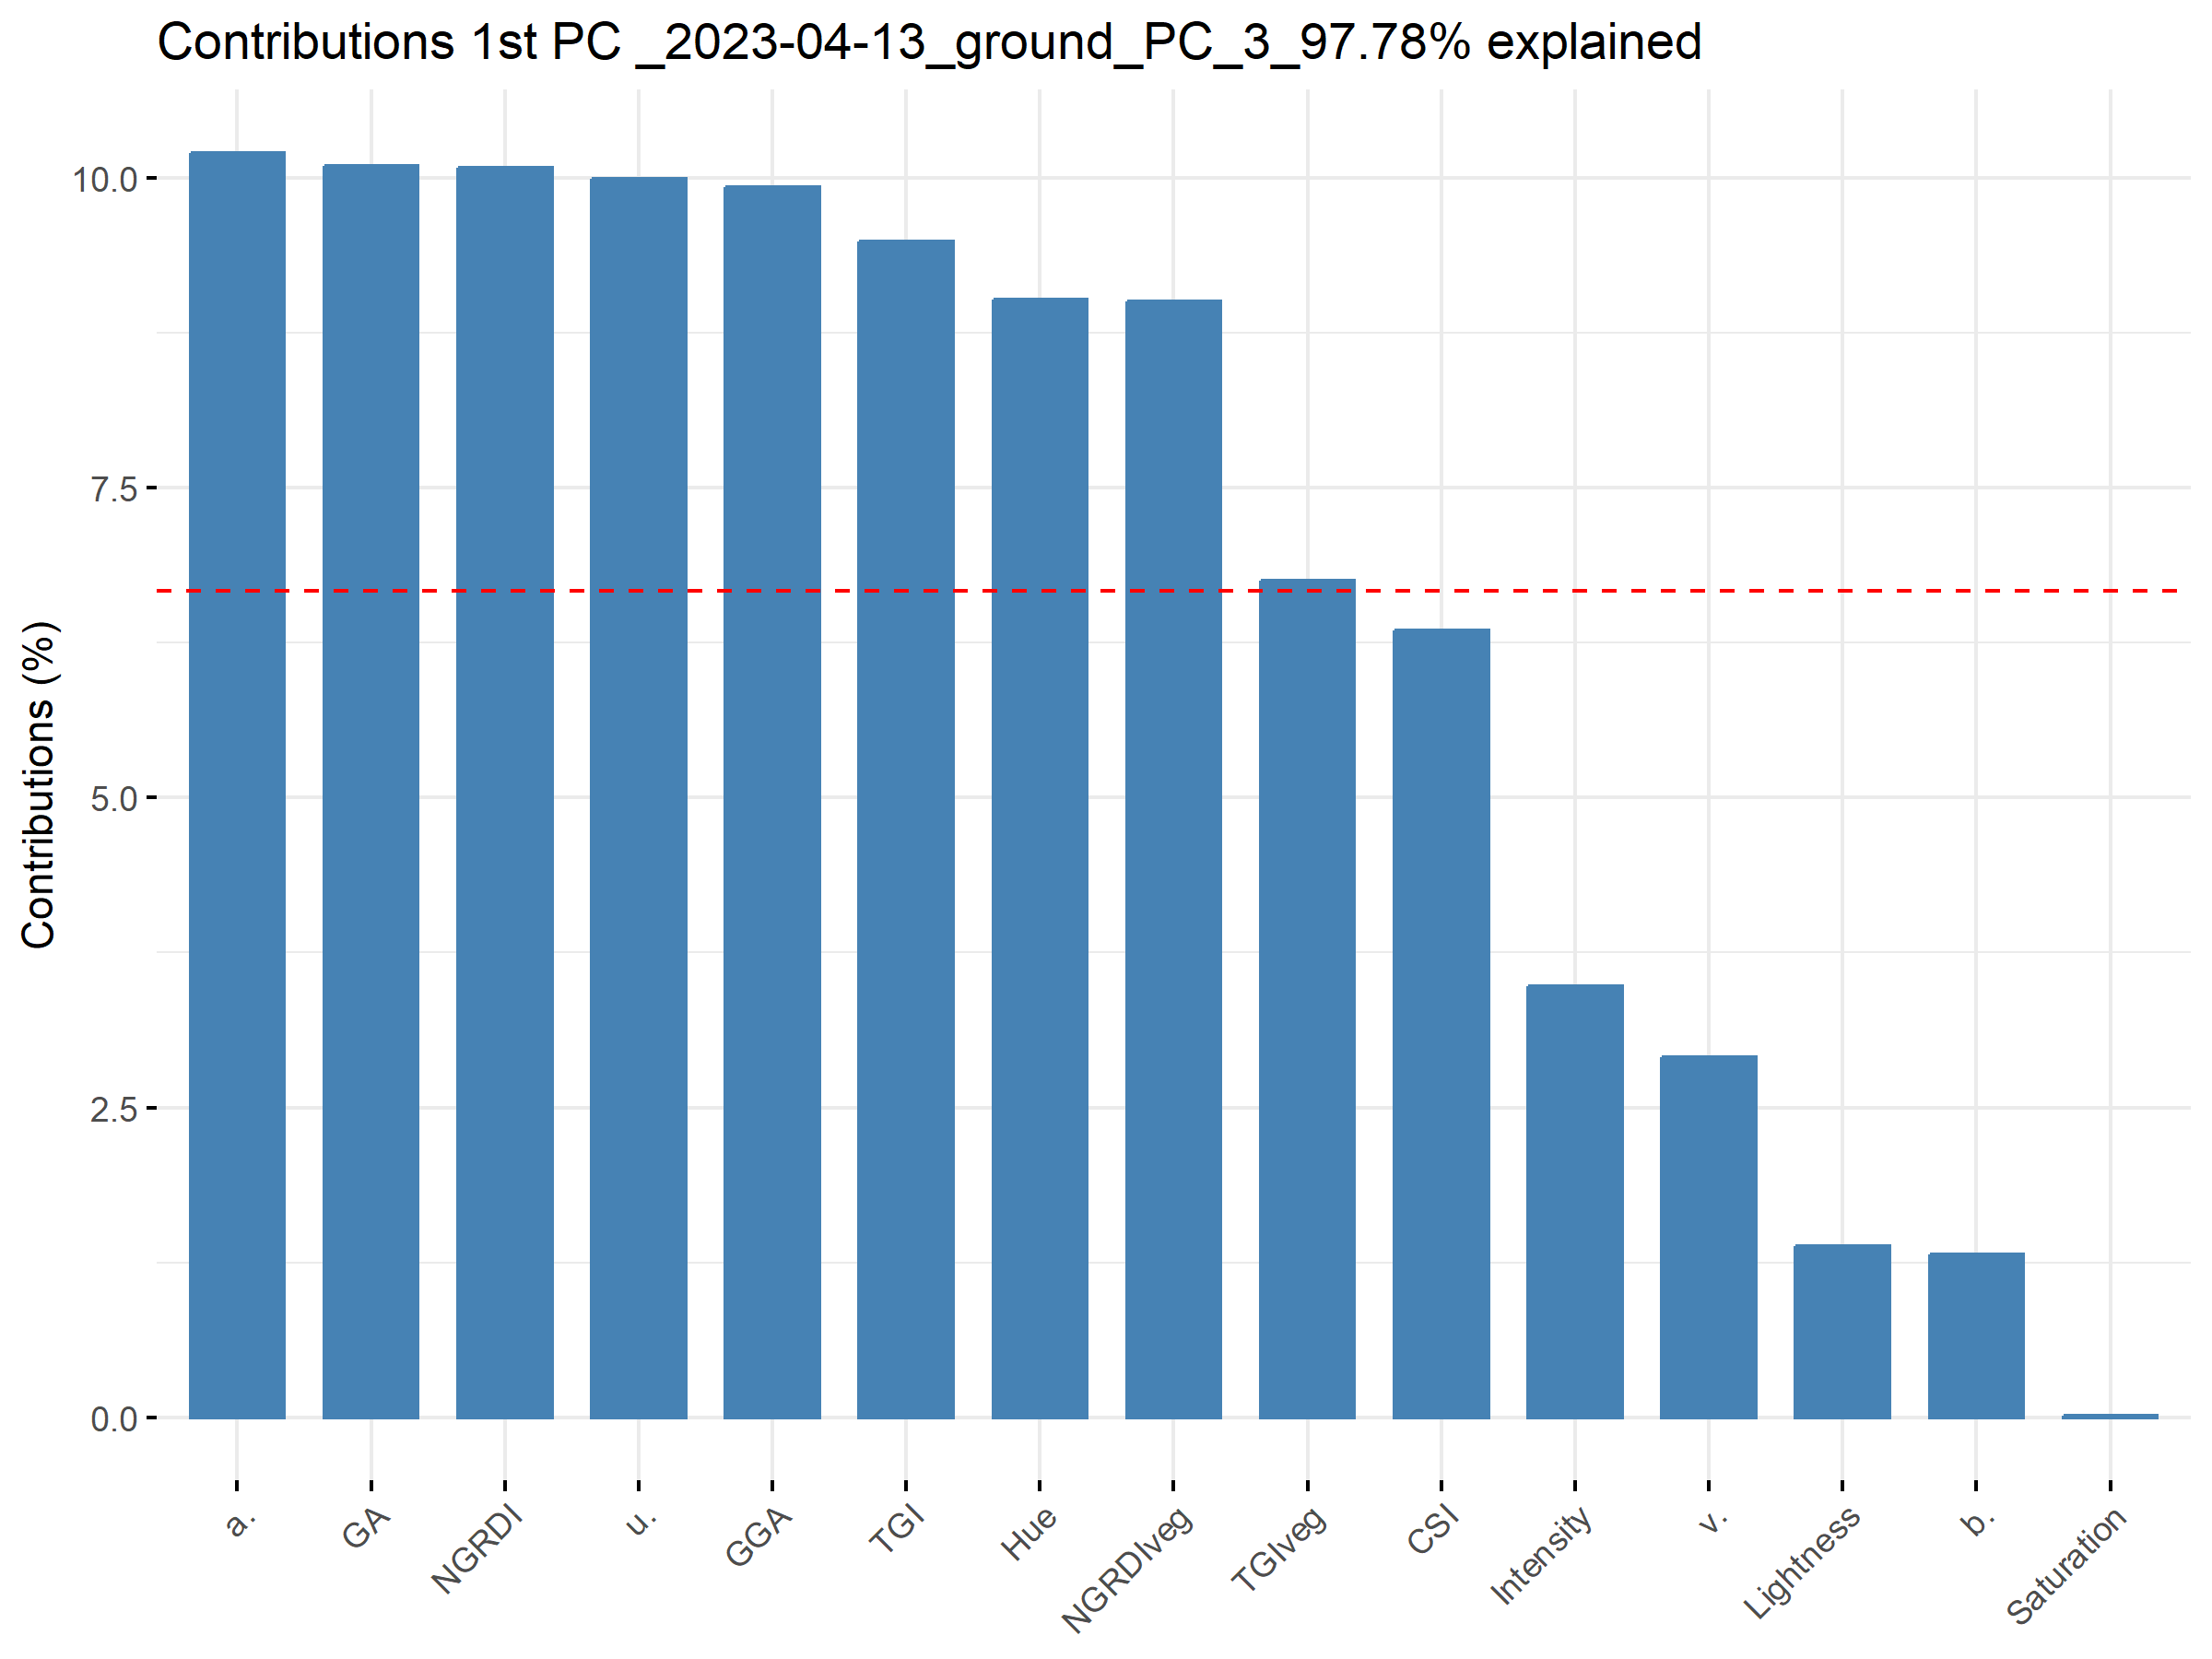 Contributions 1st PC _2023-04-13_ground_PC_3_97.78% explained
Contributions (%)
10.0
7.5
5.0
2.5
0.0
a.
GA
NGRDI
u.
GGA
TGI
Hue
NGRDIveg
TGIveg
CSI
Intensity
v.
Lightness
b.
Saturation